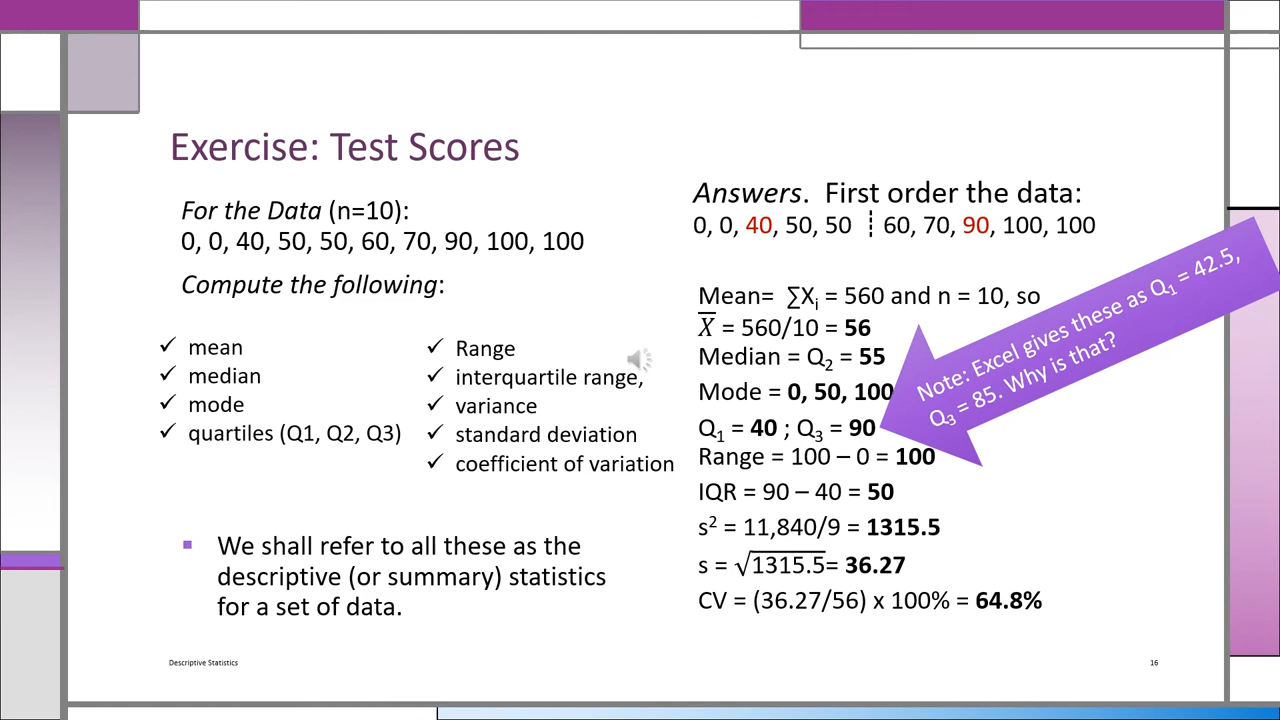 Exercise: Test Scores
For the Data (n=10):
0, 0, 40, 50, 50, 60, 70, 90, 100, 100
Compute the following:
✓ mean
✓ median
✓ mode
✓ quartiles (Q1, Q2, Q3)
✓ Range
✓ interquartile range,
✓ variance
✓ standard deviation
✓ coefficient of variation
▪ We shall refer to all these as the
descriptive (or summary) statistics
for a set of data.
Answers. First order the data:
0, 0, 40, 50, 50 ┊ 60, 70, 90, 100, 100
Mean= ∑Xᵢ = 560 and n = 10, so
X̅ = 560/10 = 56
Median = Q₂ = 55
Mode = 0, 50, 100
Q₁ = 40 ; Q₃ = 90
Range = 100 – 0 = 100
IQR = 90 – 40 = 50
s² = 11,840/9 = 1315.5
s = √1315.5= 36.27
CV = (36.27/56) x 100% = 64.8%
Note: Excel gives these as Q₁ = 42.5,
Q₃ = 85. Why is that?
Descriptive Statistics
16